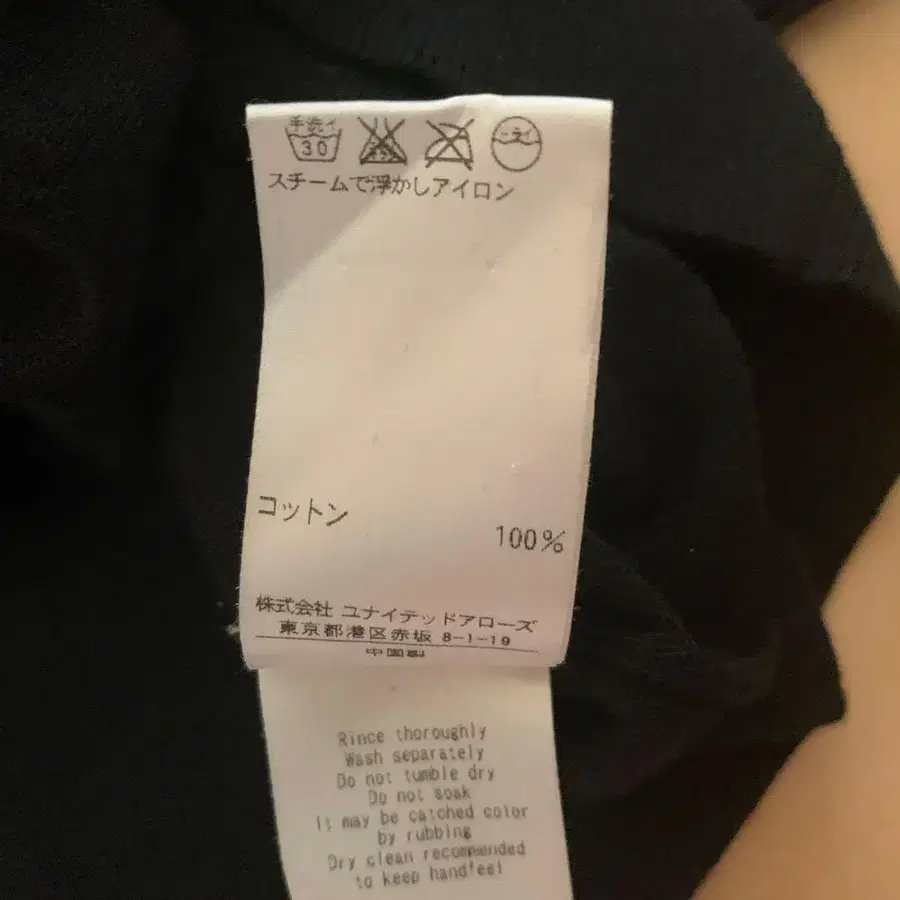 手洗イ
30
スチームで浮かしアイロン
コットン
100%
株式会社 ユナイテッドアローズ
東京都港区赤坂 8-1-19
中国製
Rince thoroughly
Wash separately
Do not tumble dry
Do not soak
it may be catched color
by rubbing
Dry clean recommended
to keep handfeel